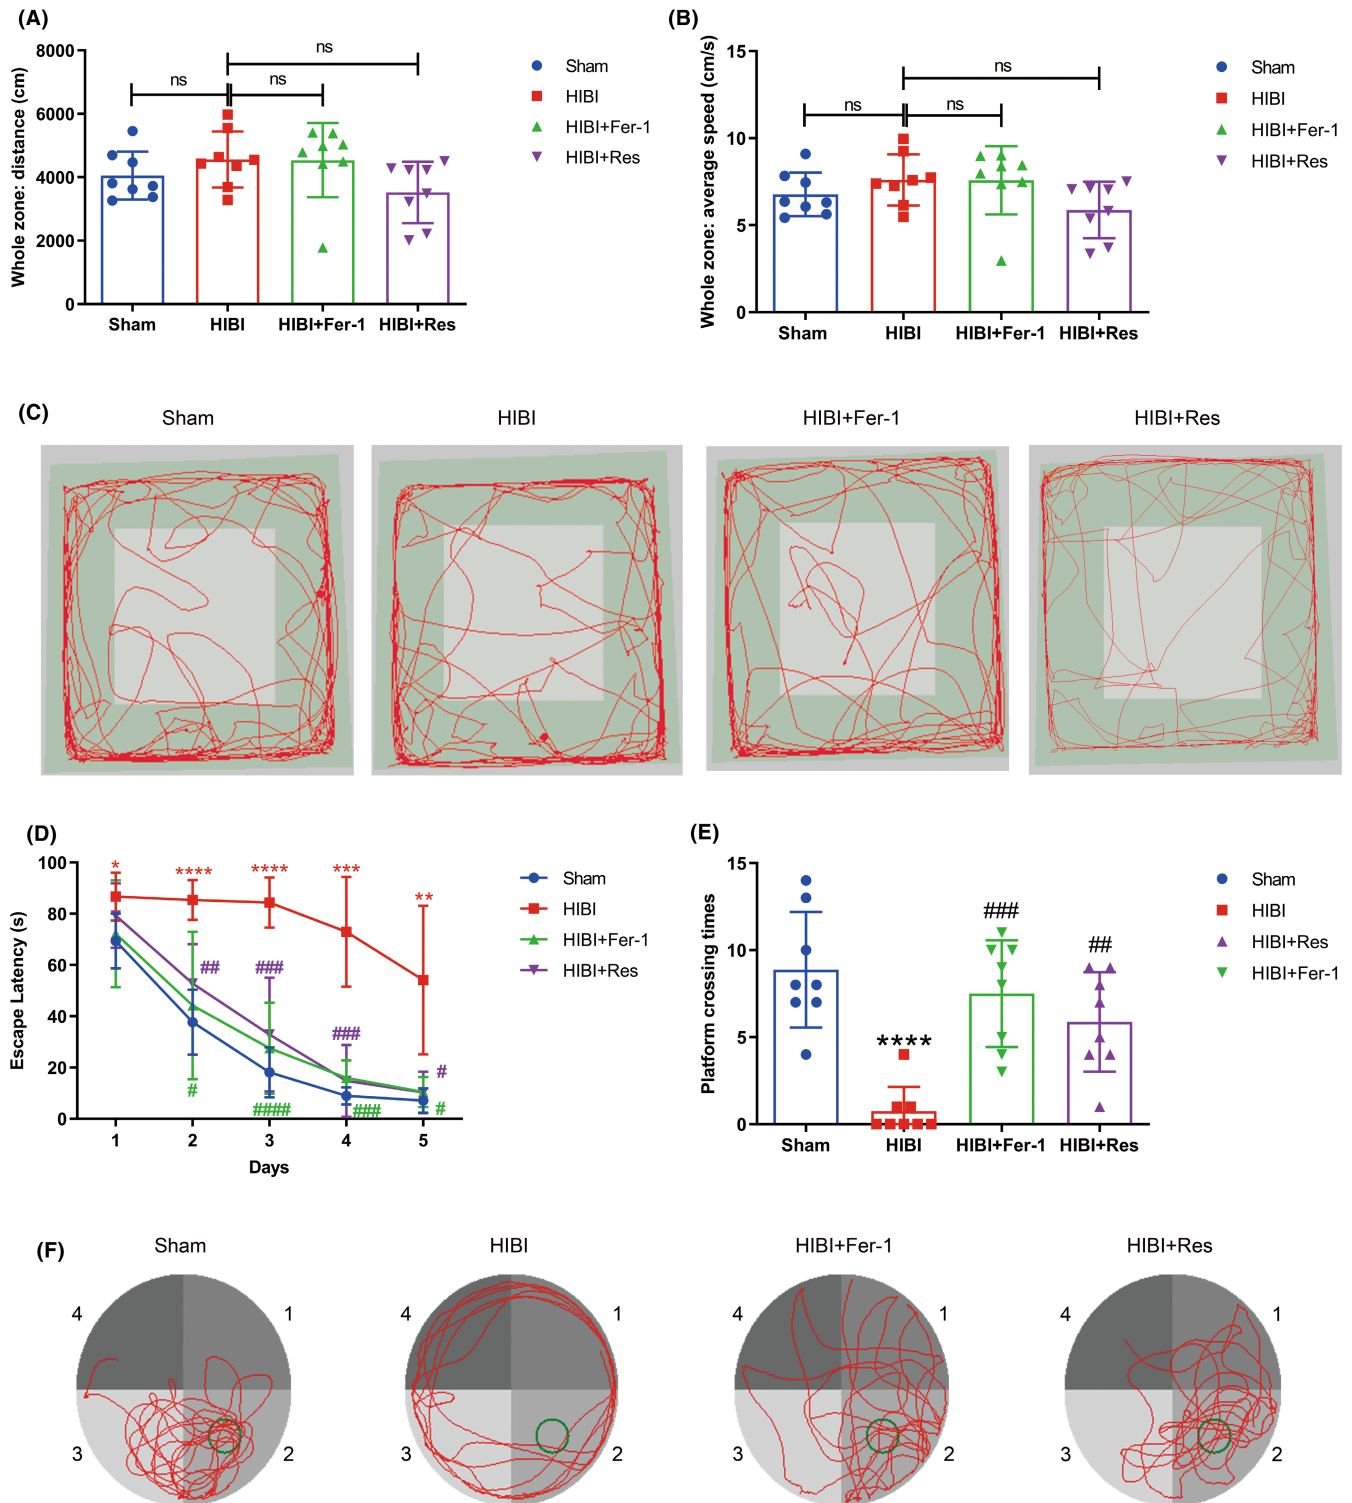 (A)
Whole zone: distance (cm)
8000
6000
4000
2000
0
ns
ns
ns
Sham
HIBI
HIBI+Fer-1
HIBI+Res
Sham
HIBI
HIBI+Fer-1
HIBI+Res
(B)
Whole zone: average speed (cm/s)
15
10
5
0
ns
ns
ns
Sham
HIBI
HIBI+Fer-1
HIBI+Res
Sham
HIBI
HIBI+Fer-1
HIBI+Res
(C)
Sham
HIBI
HIBI+Fer-1
HIBI+Res
(D)
Escape Latency (s)
100
80
60
40
20
0
*
****
****
***
**
##
###
###
#
#
####
###
#
1
2
3
4
5
Days
Sham
HIBI
HIBI+Fer-1
HIBI+Res
(E)
Platform crossing times
15
10
5
0
****
###
##
Sham
HIBI
HIBI+Fer-1
HIBI+Res
Sham
HIBI
HIBI+Res
HIBI+Fer-1
(F)
Sham
HIBI
HIBI+Fer-1
HIBI+Res
4
1
3
2
4
1
3
2
4
1
3
2
4
1
3
2